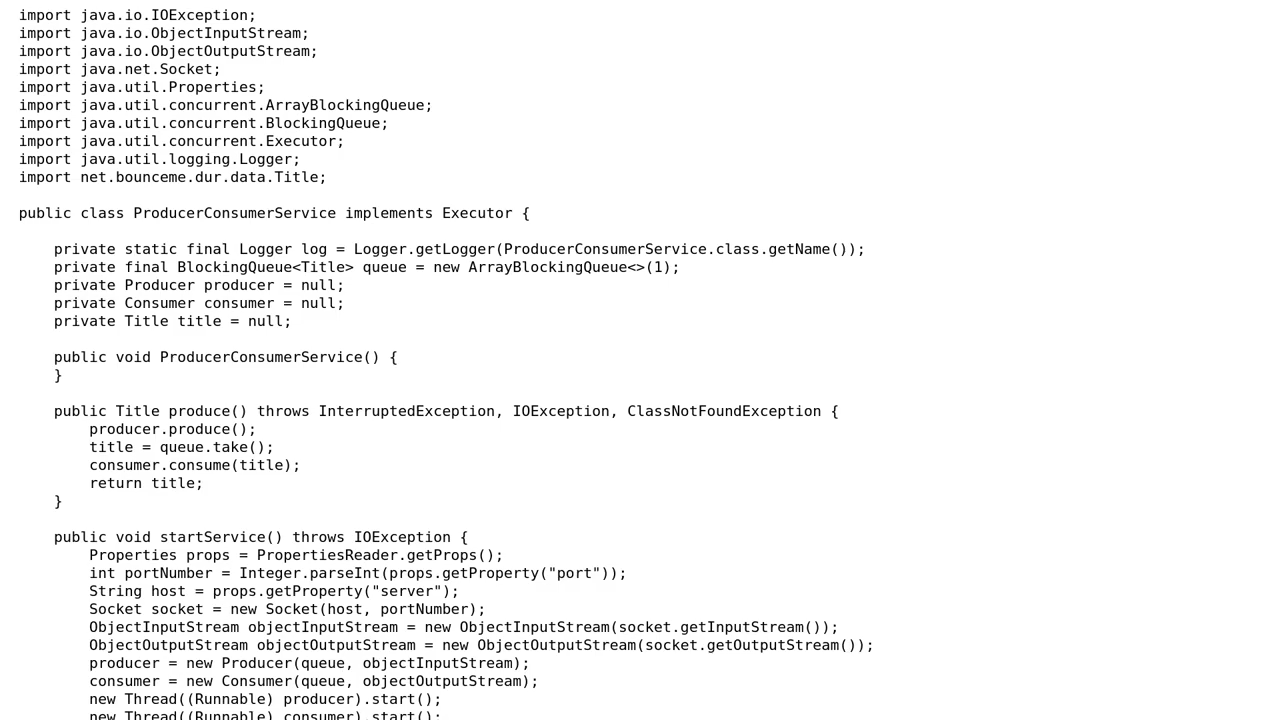 import java.io.IOException;
import java.io.ObjectInputStream;
import java.io.ObjectOutputStream;
import java.net.Socket;
import java.util.Properties;
import java.util.concurrent.ArrayBlockingQueue;
import java.util.concurrent.BlockingQueue;
import java.util.concurrent.Executor;
import java.util.logging.Logger;
import net.bounceme.dur.data.Title;

public class ProducerConsumerService implements Executor {

    private static final Logger log = Logger.getLogger(ProducerConsumerService.class.getName());
    private final BlockingQueue<Title> queue = new ArrayBlockingQueue<>(1);
    private Producer producer = null;
    private Consumer consumer = null;
    private Title title = null;

    public void ProducerConsumerService() {
    }

    public Title produce() throws InterruptedException, IOException, ClassNotFoundException {
        producer.produce();
        title = queue.take();
        consumer.consume(title);
        return title;
    }

    public void startService() throws IOException {
        Properties props = PropertiesReader.getProps();
        int portNumber = Integer.parseInt(props.getProperty("port"));
        String host = props.getProperty("server");
        Socket socket = new Socket(host, portNumber);
        ObjectInputStream objectInputStream = new ObjectInputStream(socket.getInputStream());
        ObjectOutputStream objectOutputStream = new ObjectOutputStream(socket.getOutputStream());
        producer = new Producer(queue, objectInputStream);
        consumer = new Consumer(queue, objectOutputStream);
        new Thread((Runnable) producer).start();
        new Thread((Runnable) consumer).start();